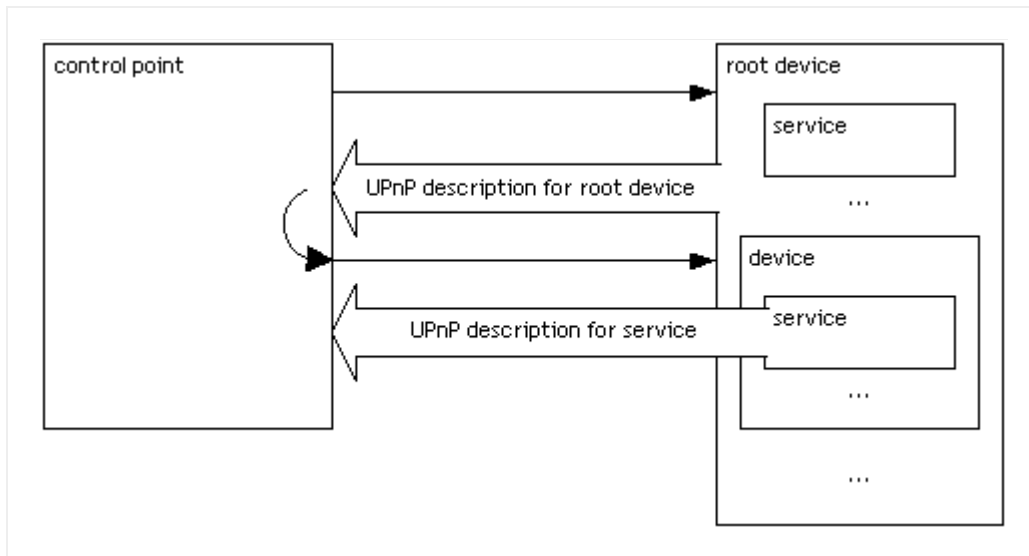 control point
root device
service
UPnP description for root device
...
device
service
UPnP description for service
...
...